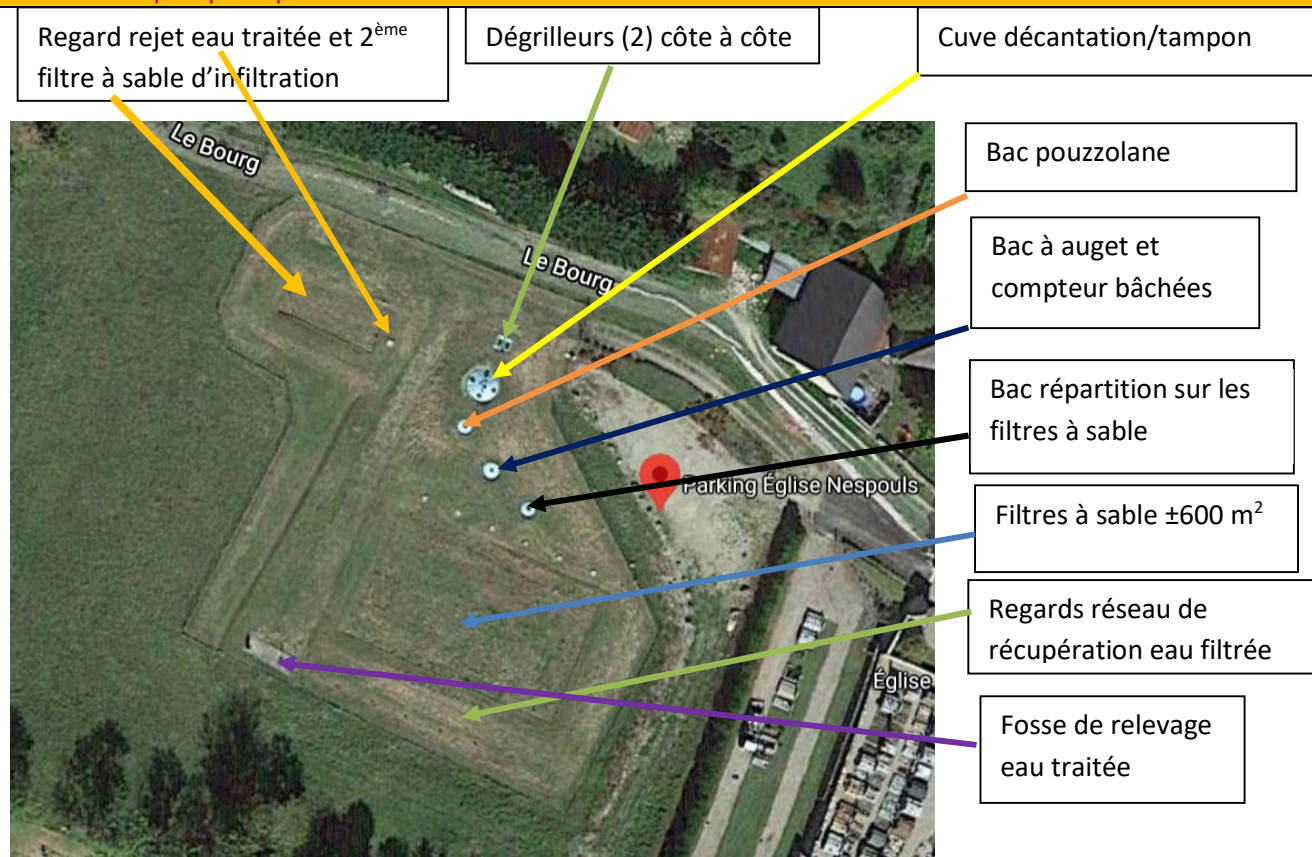 Regard rejet eau traitée et 2ème
filtre à sable d'infiltration
Dégrilleurs (2) côte à côte
Cuve décantation/tampon
Le Bourg
Le Bourg
Bac pouzzolane
Bac à auget et
compteur bâchées
Bac répartition sur les
filtres à sable
Parking Église Nespouls
Filtres à sable ±600 m2
Regards réseau de
récupération eau filtrée
Église
Fosse de relevage
eau traitée